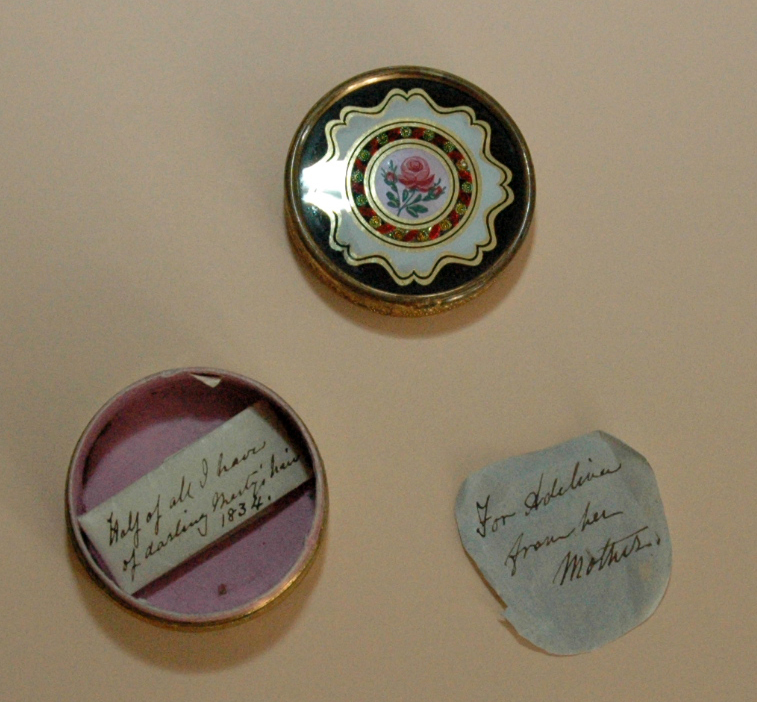 Half of all I have
of darling Marty's hair
1834.
For Adeline
from her
Mother.